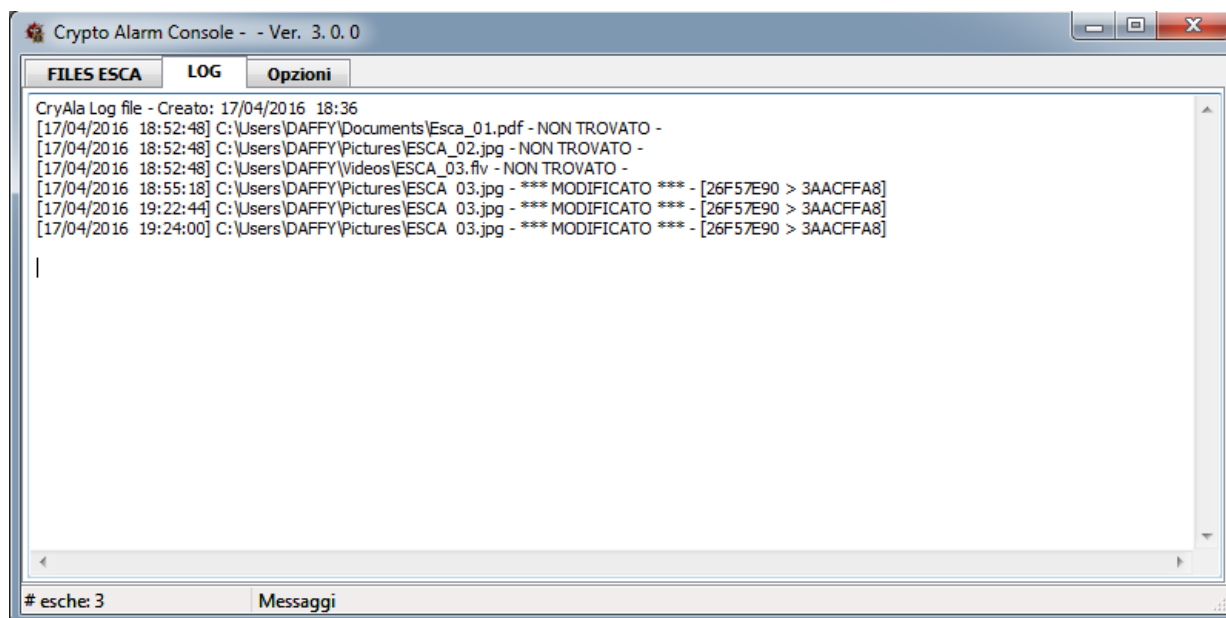 Crypto Alarm Console - - Ver. 3. 0. 0
FILES ESCA LOG Opzioni
CryAla Log file - Creato: 17/04/2016 18:36
[17/04/2016 18:52:48] C:\Users\DAFFY\Documents\Esca_01.pdf - NON TROVATO -
[17/04/2016 18:52:48] C:\Users\DAFFY\Pictures\ESCA_02.jpg - NON TROVATO -
[17/04/2016 18:52:48] C:\Users\DAFFY\Videos\ESCA_03.flv - NON TROVATO -
[17/04/2016 18:55:18] C:\Users\DAFFY\Pictures\ESCA 03.jpg - *** MODIFICATO *** - [26F57E90 > 3AACFFA8]
[17/04/2016 19:22:44] C:\Users\DAFFY\Pictures\ESCA 03.jpg - *** MODIFICATO *** - [26F57E90 > 3AACFFA8]
[17/04/2016 19:24:00] C:\Users\DAFFY\Pictures\ESCA 03.jpg - *** MODIFICATO *** - [26F57E90 > 3AACFFA8]
# esche: 3 Messaggi